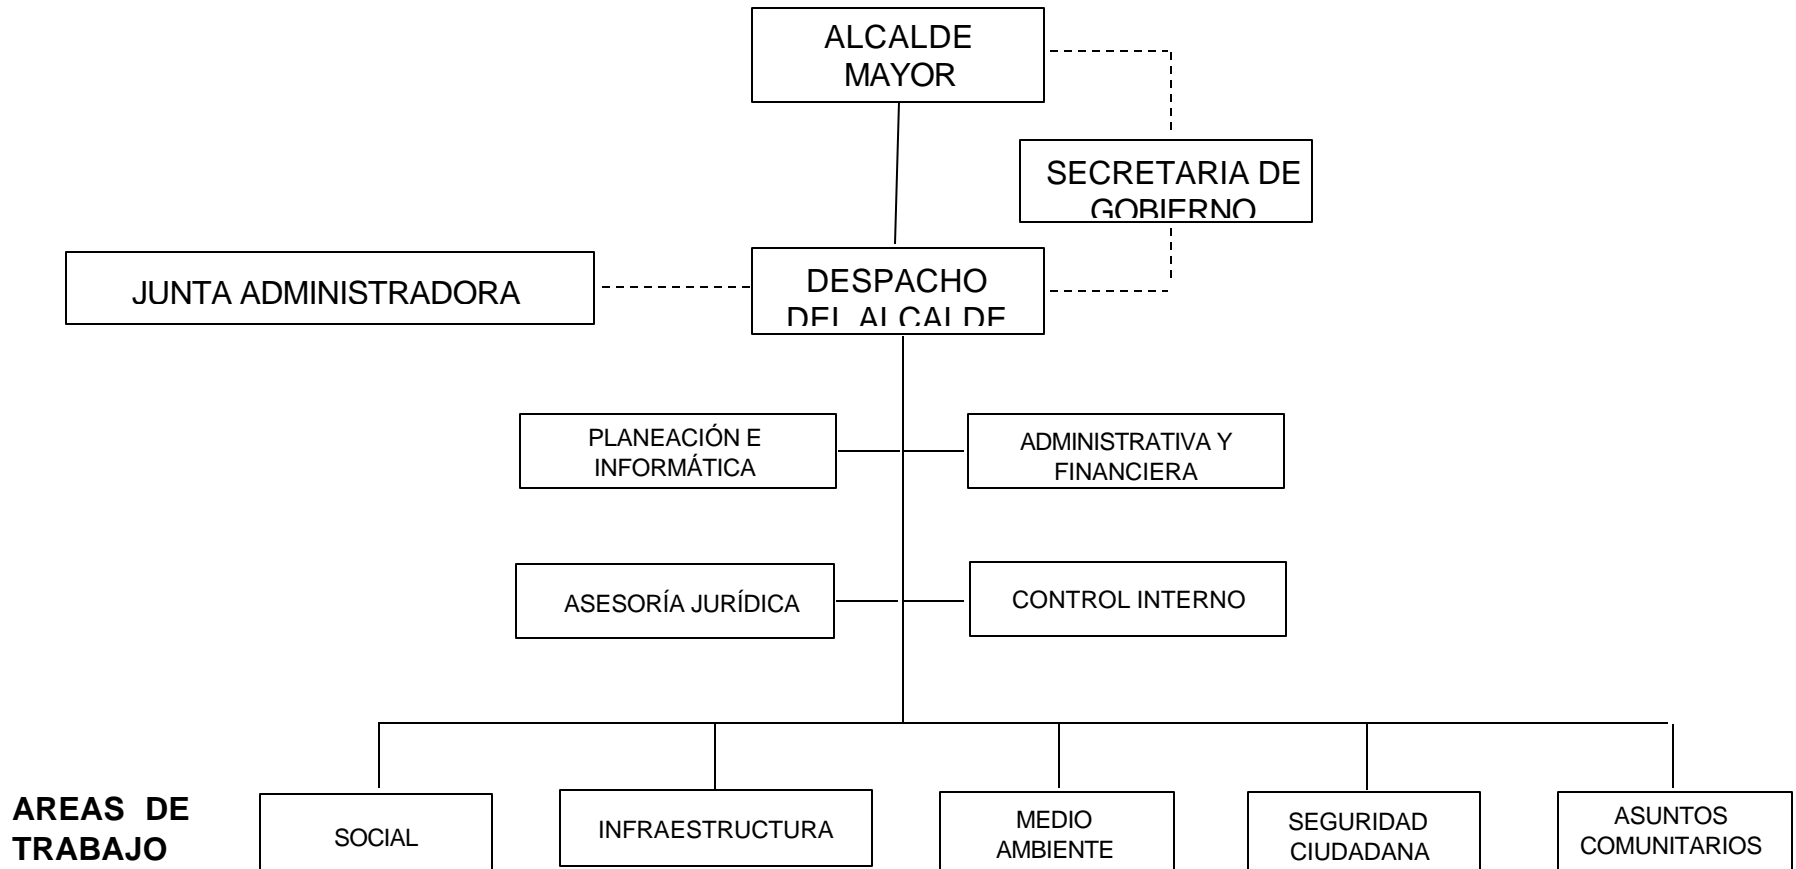 ALCALDE
MAYOR
SECRETARIA DE
GOBIERNO
JUNTA ADMINISTRADORA
DESPACHO
DEL ALCALDE
PLANEACIÓN E
INFORMÁTICA
ADMINISTRATIVA Y
FINANCIERA
ASESORÍA JURÍDICA
CONTROL INTERNO
AREAS DE
TRABAJO
SOCIAL
INFRAESTRUCTURA
MEDIO
AMBIENTE
SEGURIDAD
CIUDADANA
ASUNTOS
COMUNITARIOS